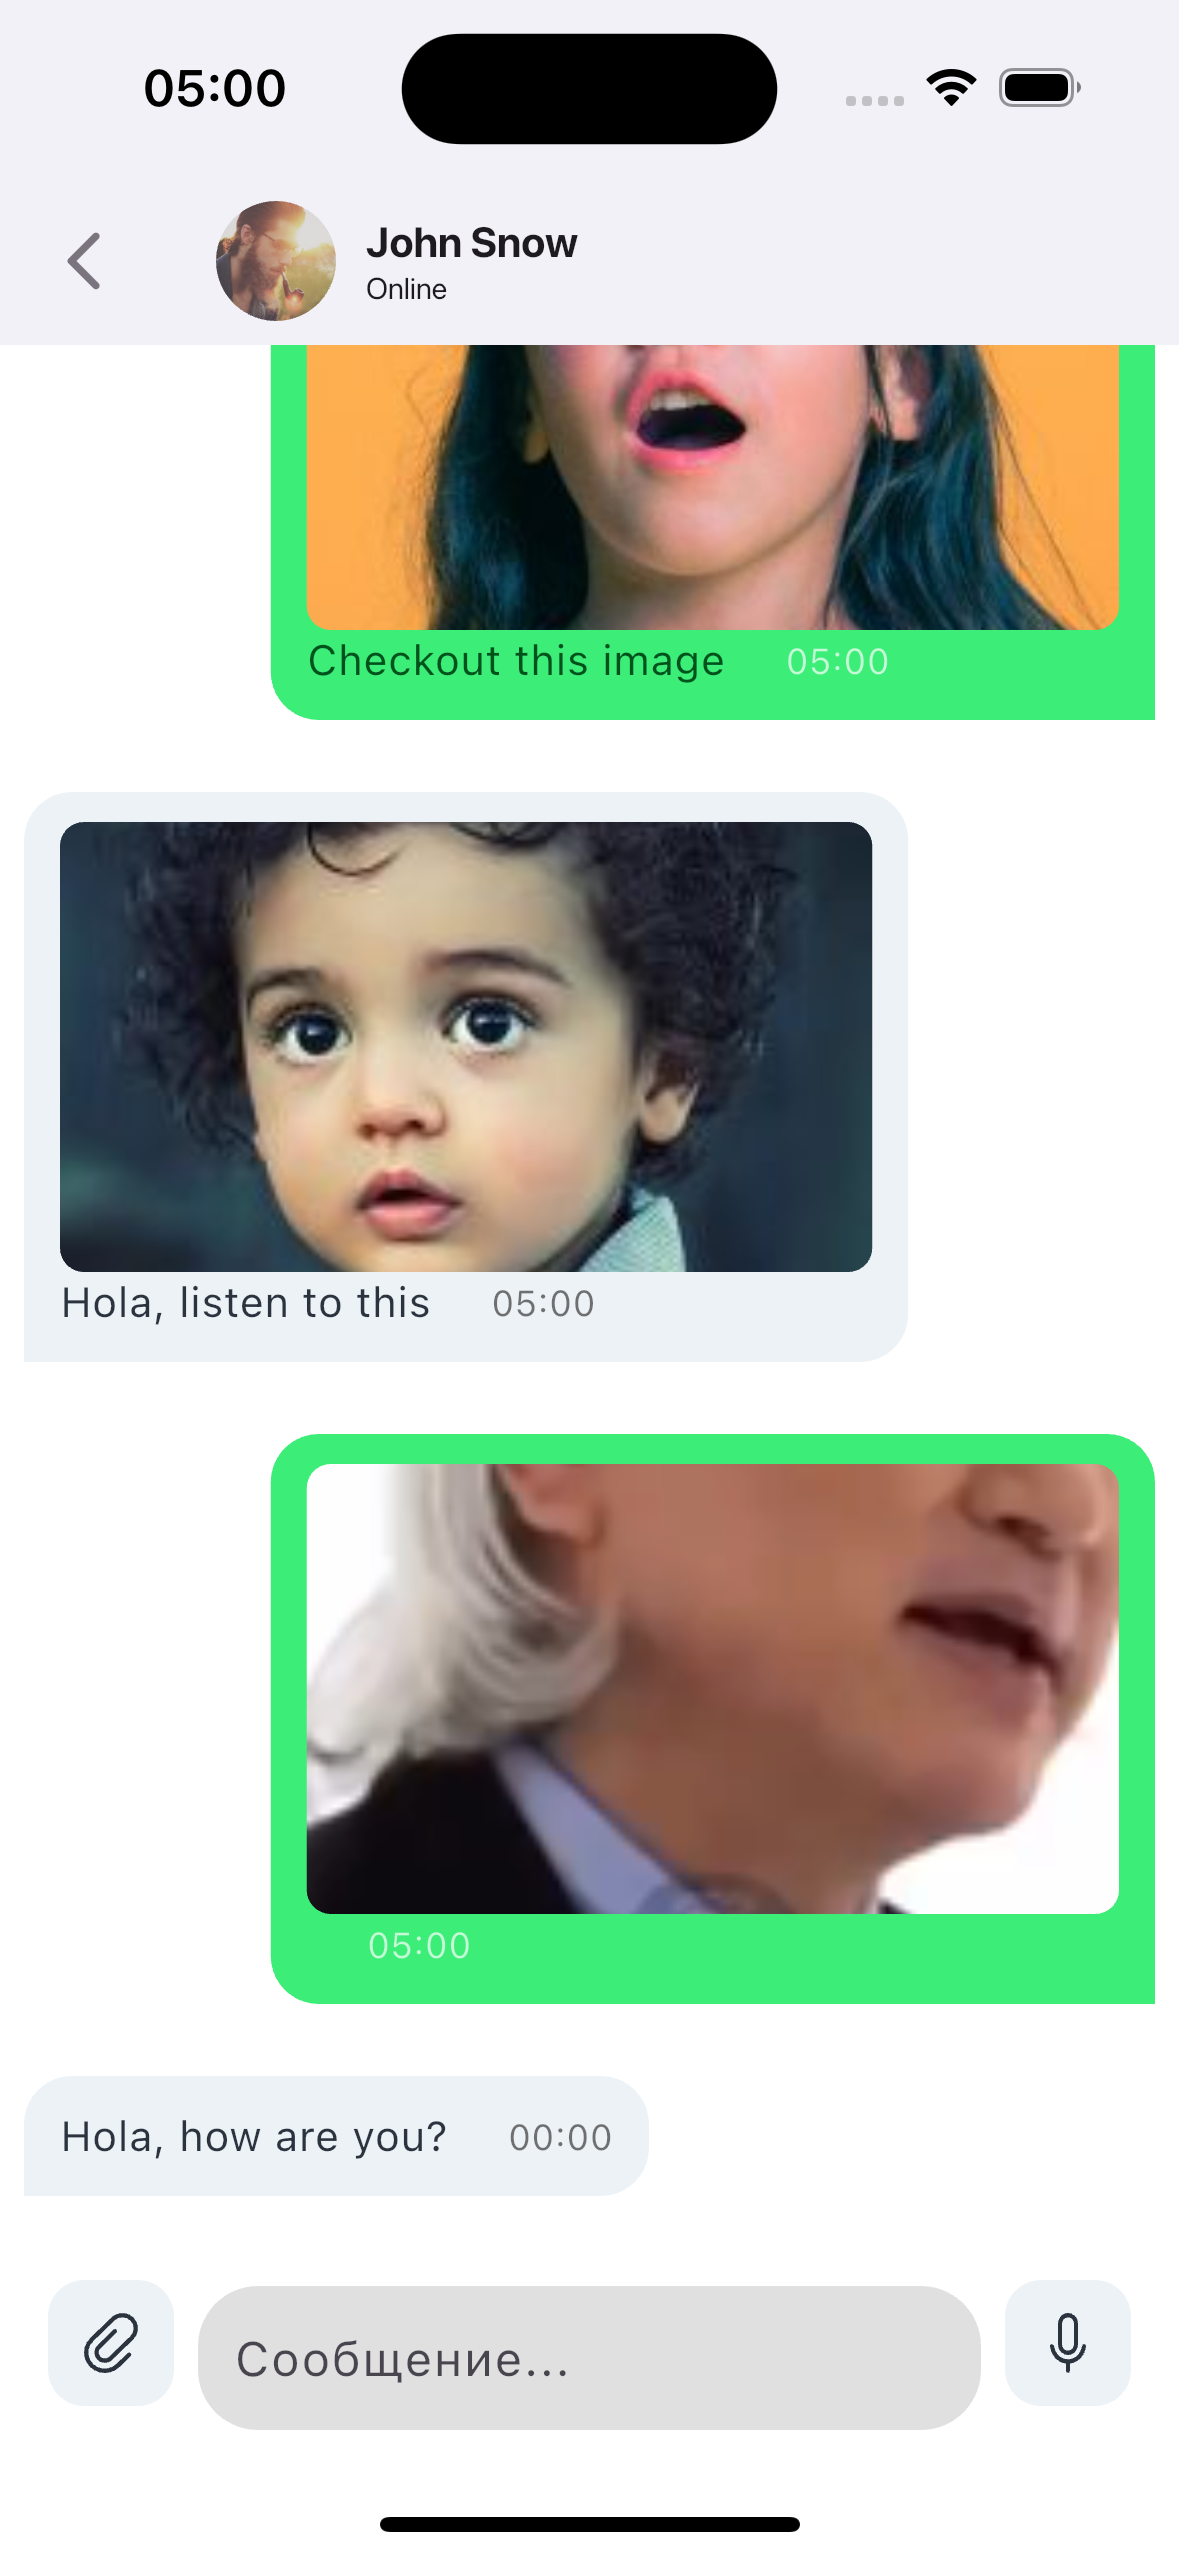 05:00
John Snow
Online
Checkout this image 05:00
Hola, listen to this 05:00
05:00
Hola, how are you? 00:00
Сообщение...